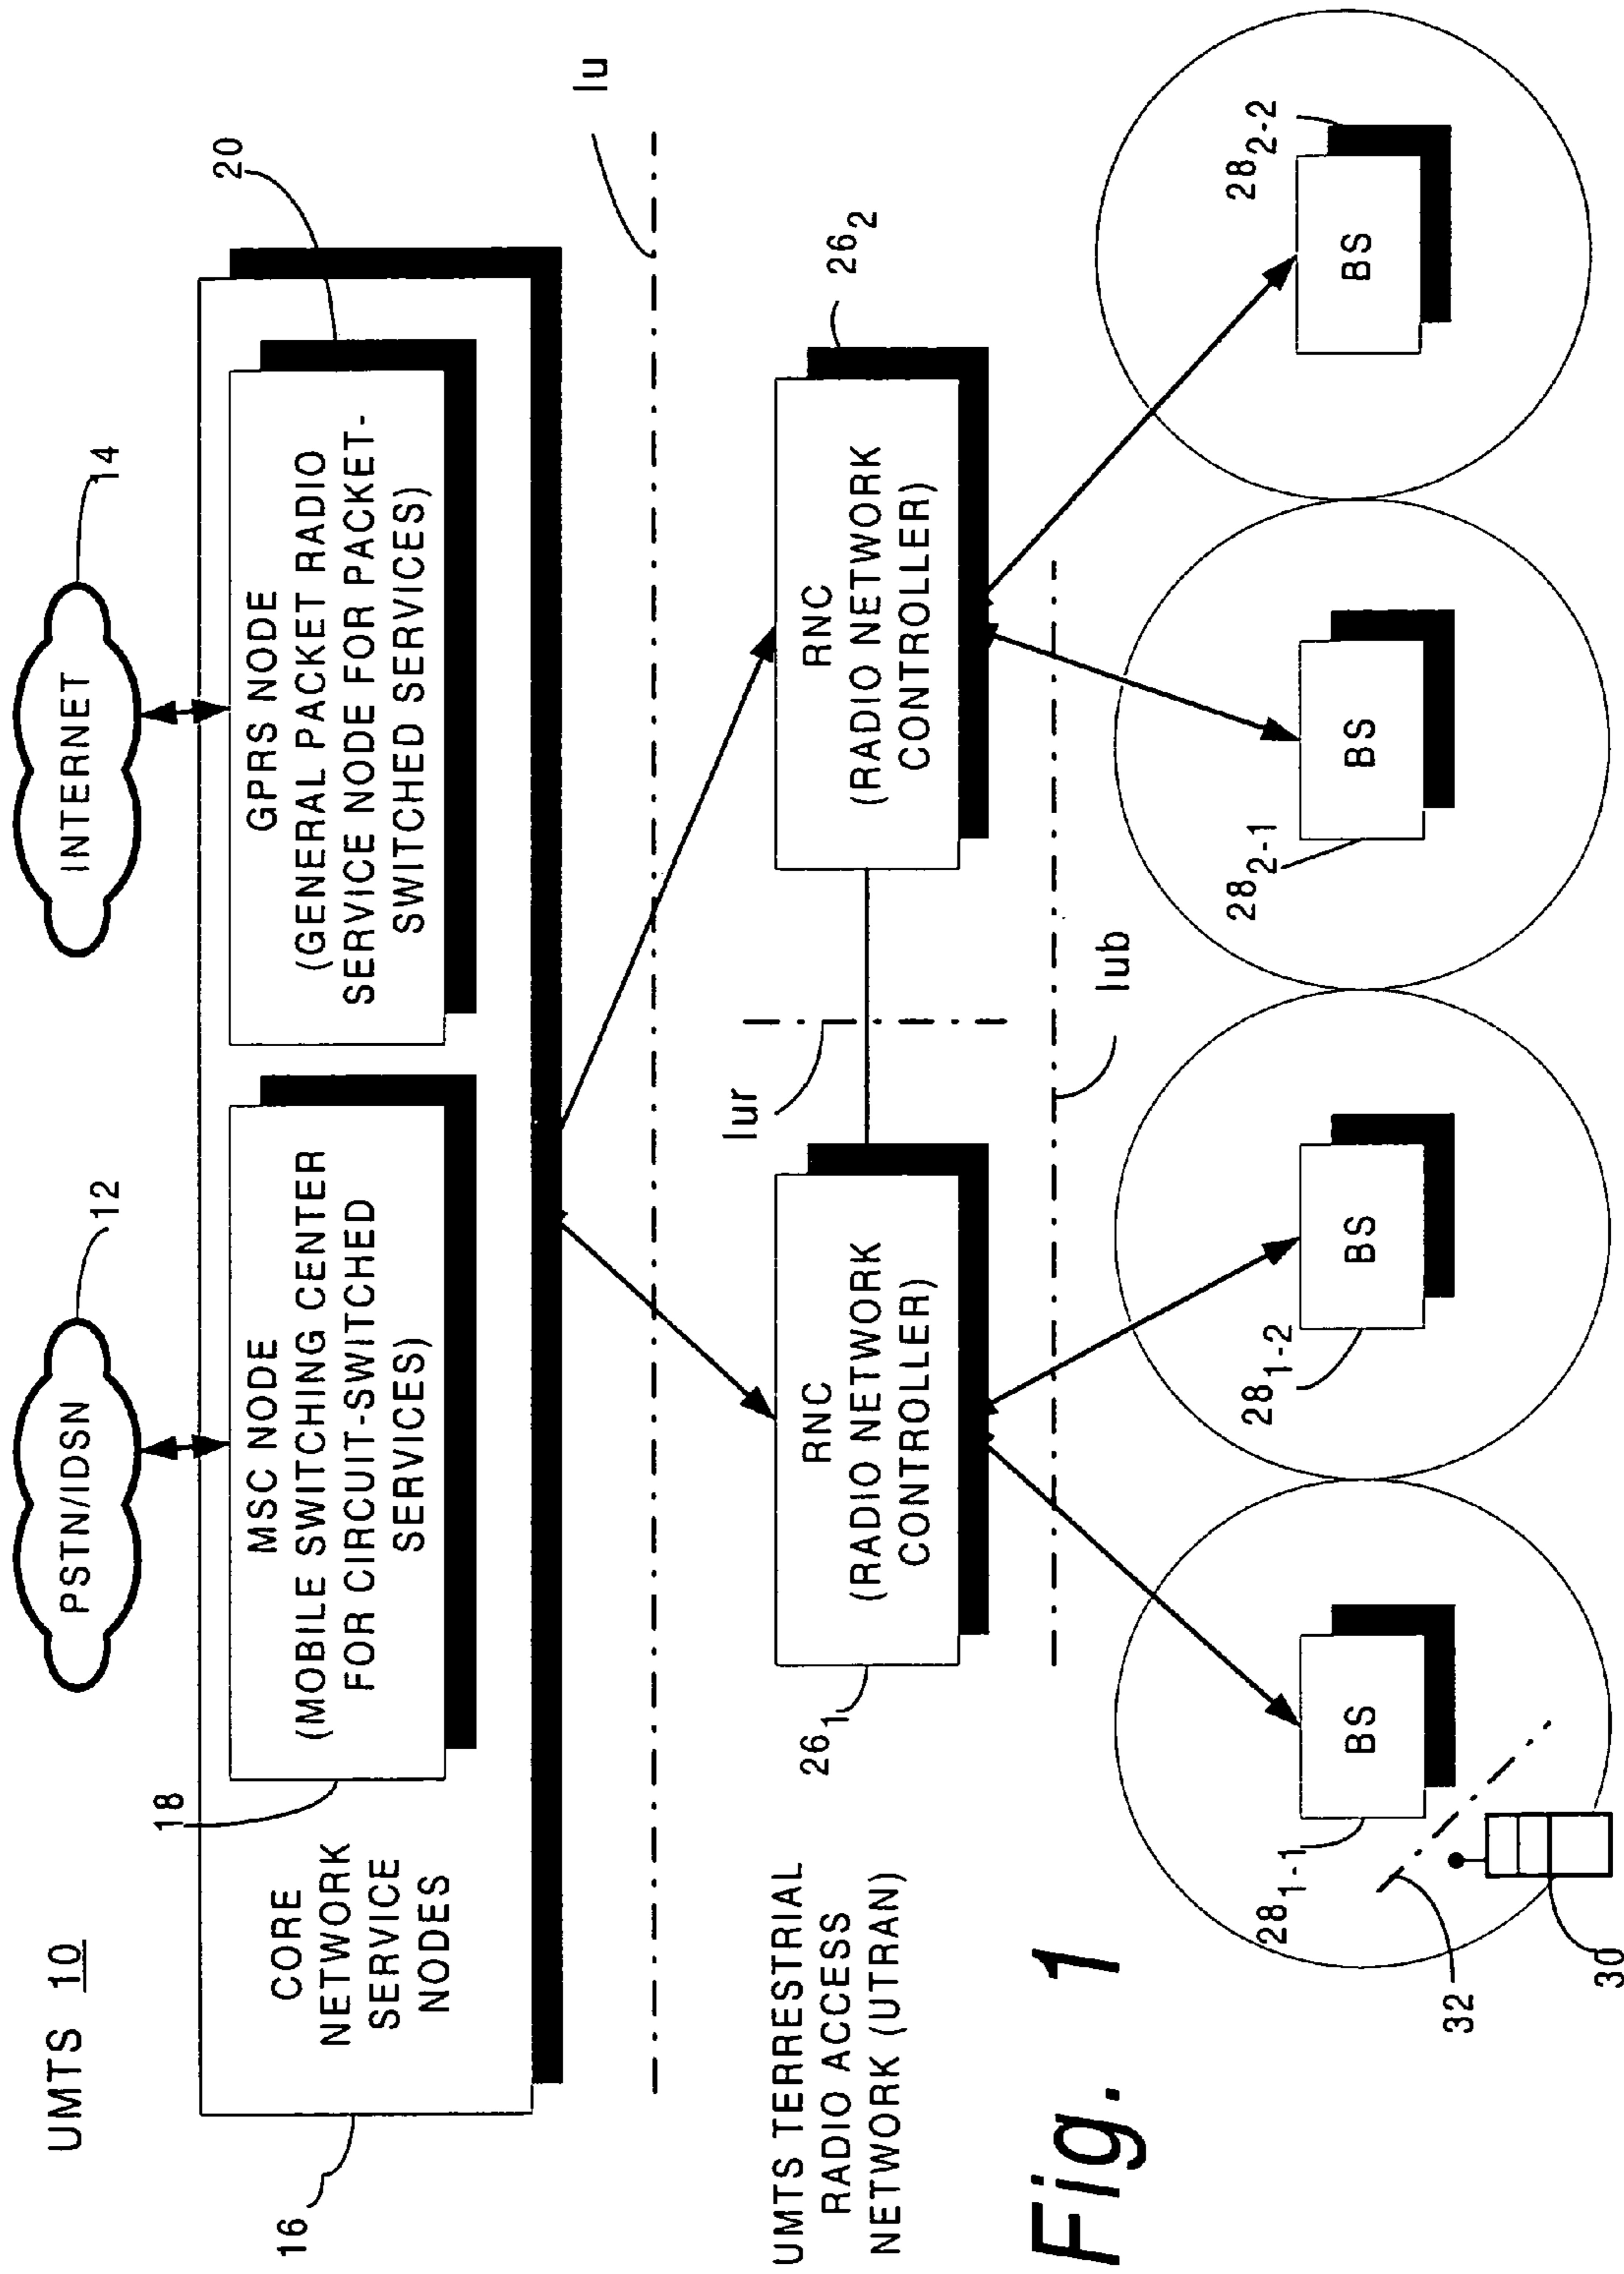 UMTS 10
PSTN/IDSN
12
INTERNET
14
16
CORE
NETWORK
SERVICE
NODES
18
MSC NODE
(MOBILE SWITCHING CENTER
FOR CIRCUIT-SWITCHED
SERVICES)
20
GPRS NODE
(GENERAL PACKET RADIO
SERVICE NODE FOR PACKET-
SWITCHED SERVICES)
Iu
UMTS TERRESTRIAL
RADIO ACCESS
NETWORK (UTRAN)
26₁
RNC
(RADIO NETWORK
CONTROLLER)
Iur
26₂
RNC
(RADIO NETWORK
CONTROLLER)
Iub
28₁₋₁
BS
28₁₋₂
BS
28₂₋₁
BS
28₂₋₂
BS
32
30
Fig. 1